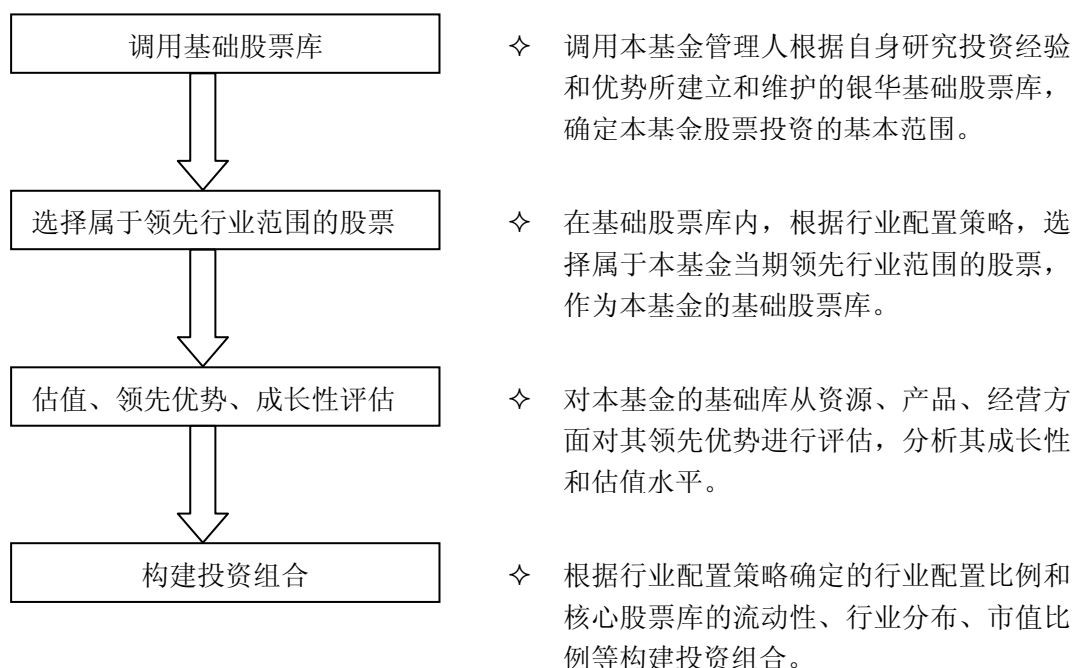 调用基础股票库
✧ 调用本基金管理人根据自身研究投资经验
和优势所建立和维护的银华基础股票库，
确定本基金股票投资的基本范围。
选择属于领先行业范围的股票
✧ 在基础股票库内，根据行业配置策略，选
择属于本基金当期领先行业范围的股票，
作为本基金的基础股票库。
估值、领先优势、成长性评估
✧ 对本基金的基础库从资源、产品、经营方
面对其领先优势进行评估，分析其成长性
和估值水平。
构建投资组合
✧ 根据行业配置策略确定的行业配置比例和
核心股票库的流动性、行业分布、市值比
例等构建投资组合。